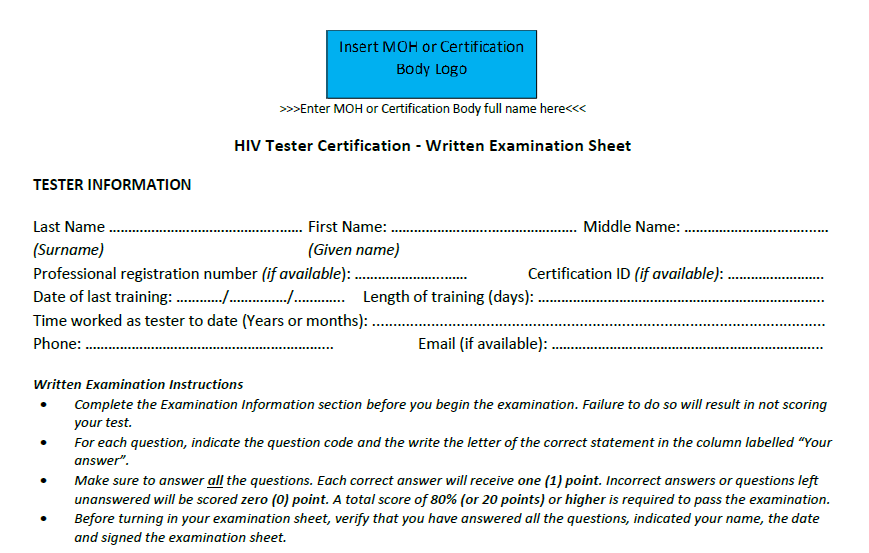 Insert MOH or Certification
Body Logo
>>>Enter MOH or Certification Body full name here<<<
HIV Tester Certification - Written Examination Sheet
TESTER INFORMATION
Last Name ................................................ First Name: ................................................ Middle Name: ....................................
(Surname) (Given name)
Professional registration number (if available): ............................. Certification ID (if available): .........................
Date of last training: ............/.............../............. Length of training (days): ..........................................................................
Time worked as tester to date (Years or months): .....................................................................................................................
Phone: ................................................................ Email (if available): ......................................................................
Written Examination Instructions
• Complete the Examination Information section before you begin the examination. Failure to do so will result in not scoring
your test.
• For each question, indicate the question code and the write the letter of the correct statement in the column labelled “Your
answer”.
• Make sure to answer all the questions. Each correct answer will receive one (1) point. Incorrect answers or questions left
unanswered will be scored zero (0) point. A total score of 80% (or 20 points) or higher is required to pass the examination.
• Before turning in your examination sheet, verify that you have answered all the questions, indicated your name, the date
and signed the examination sheet.